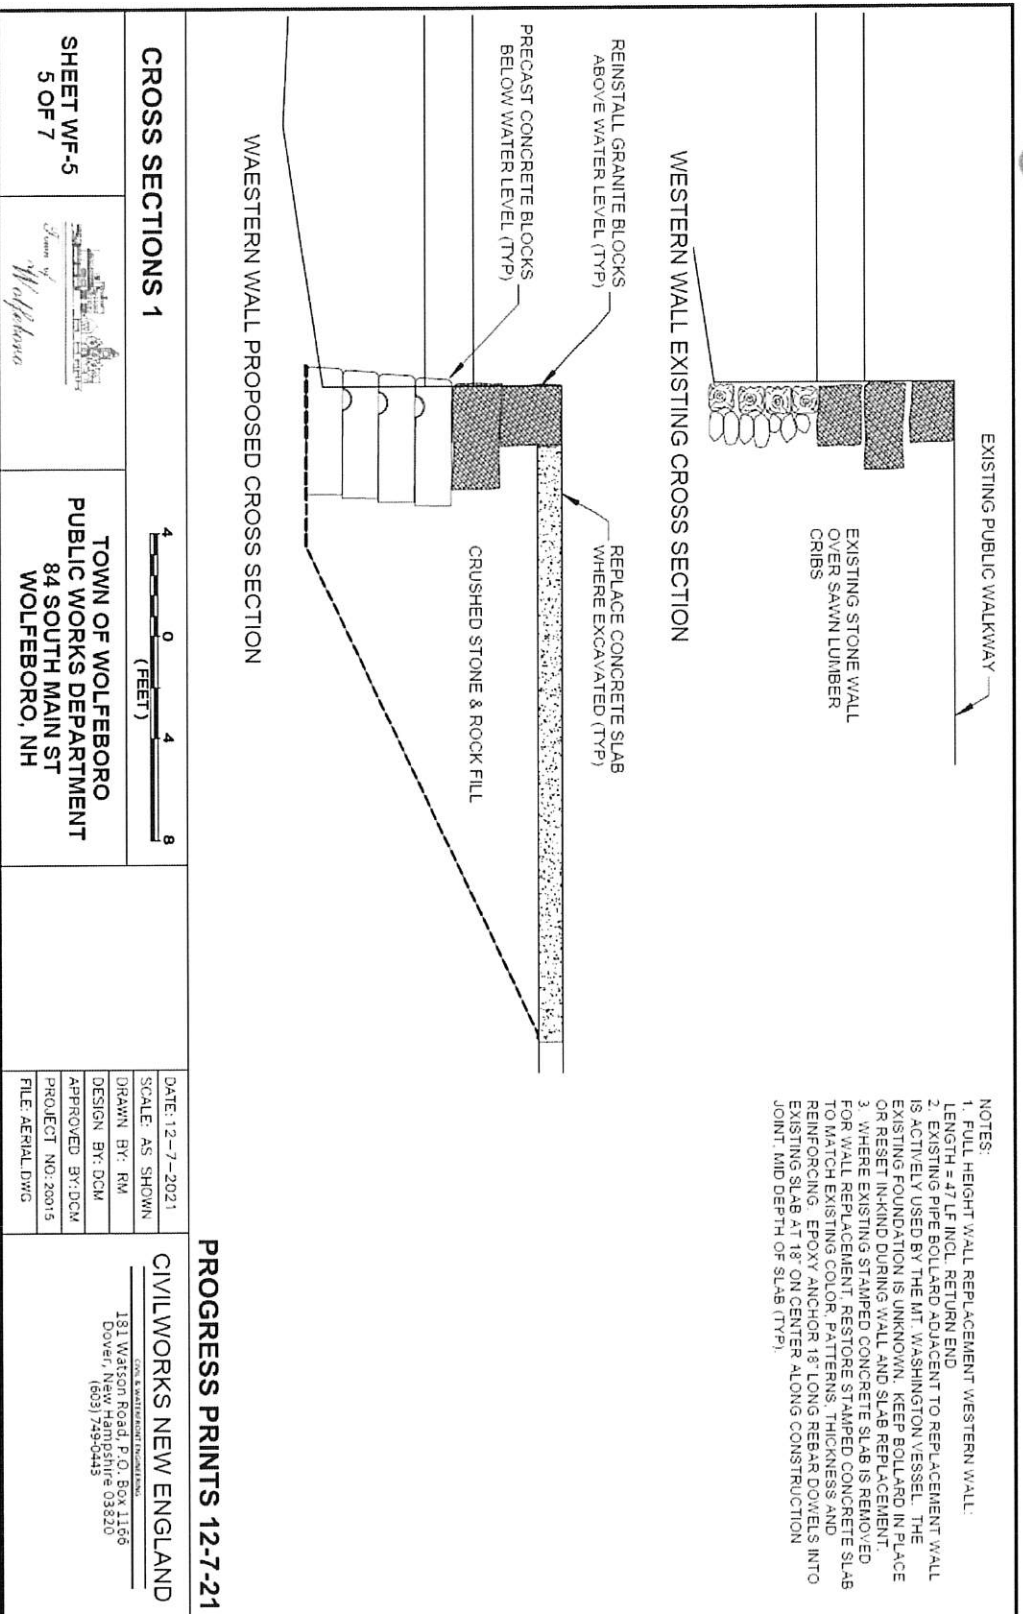 EXISTING PUBLIC WALKWAY
EXISTING STONE WALL
OVER SAWN LUMBER
CRIBS
WESTERN WALL EXISTING CROSS SECTION
REINSTALL GRANITE BLOCKS
ABOVE WATER LEVEL (TYP)
PRECAST CONCRETE BLOCKS
BELOW WATER LEVEL (TYP)
REPLACE CONCRETE SLAB
WHERE EXCAVATED (TYP)
CRUSHED STONE & ROCK FILL
WAESTERN WALL PROPOSED CROSS SECTION
NOTES:
1. FULL HEIGHT WALL REPLACEMENT WESTERN WALL:
LENGTH = 47 LF INCL. RETURN END
2. EXISTING PIPE BOLLARD ADJACENT TO REPLACEMENT WALL
IS ACTIVELY USED BY THE MT. WASHINGTON VESSEL. THE
EXISTING FOUNDATION IS UNKNOWN. KEEP BOLLARD IN PLACE
OR RESET IN-KIND DURING WALL AND SLAB REPLACEMENT.
3. WHERE EXISTING STAMPED CONCRETE SLAB IS REMOVED
FOR WALL REPLACEMENT, RESTORE STAMPED CONCRETE SLAB
TO MATCH EXISTING COLOR, PATTERNS, THICKNESS AND
REINFORCING. EPOXY ANCHOR 18" LONG REBAR DOWELS INTO
EXISTING SLAB AT 18" ON CENTER ALONG CONSTRUCTION
JOINT, MID DEPTH OF SLAB (TYP).
PROGRESS PRINTS 12-7-21
CROSS SECTIONS 1
4 0 4 8
(FEET)
SHEET WF-5
5 OF 7
Town of
Wolfeboro
TOWN OF WOLFEBORO
PUBLIC WORKS DEPARTMENT
84 SOUTH MAIN ST
WOLFEBORO, NH
DATE: 12-7-2021
SCALE: AS SHOWN
DRAWN BY: RM
DESIGN BY: DCM
APPROVED BY: DCM
PROJECT NO: 20015
FILE: AERIAL.DWG
CIVILWORKS NEW ENGLAND
CIVIL & WATERFRONT ENGINEERING
181 Watson Road, P.O. Box 1166
Dover, New Hampshire 03820
(603) 749-0443